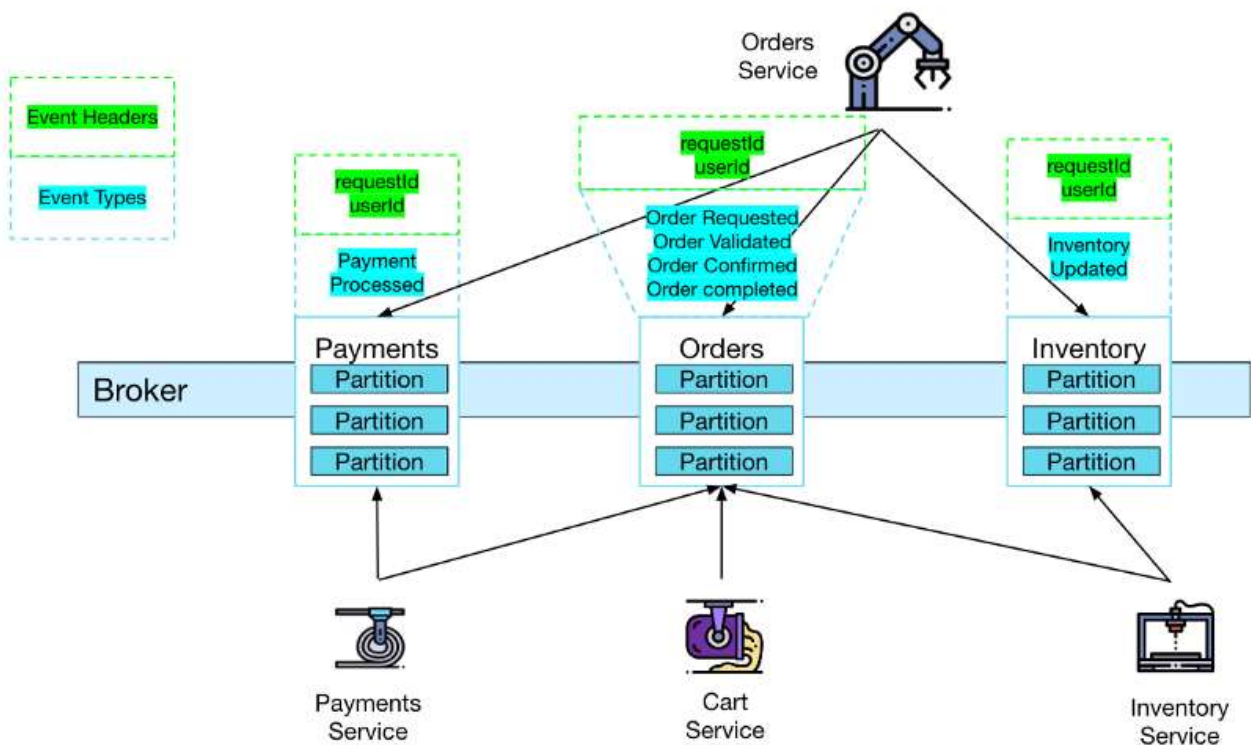 Orders
Service
Event Headers
Event Types
requestId
userId
Payment
Processed
requestId
userId
Order Requested
Order Validated
Order Confirmed
Order completed
requestId
userId
Inventory
Updated
Broker
Payments
Partition
Partition
Partition
Orders
Partition
Partition
Partition
Inventory
Partition
Partition
Partition
Payments
Service
Cart
Service
Inventory
Service